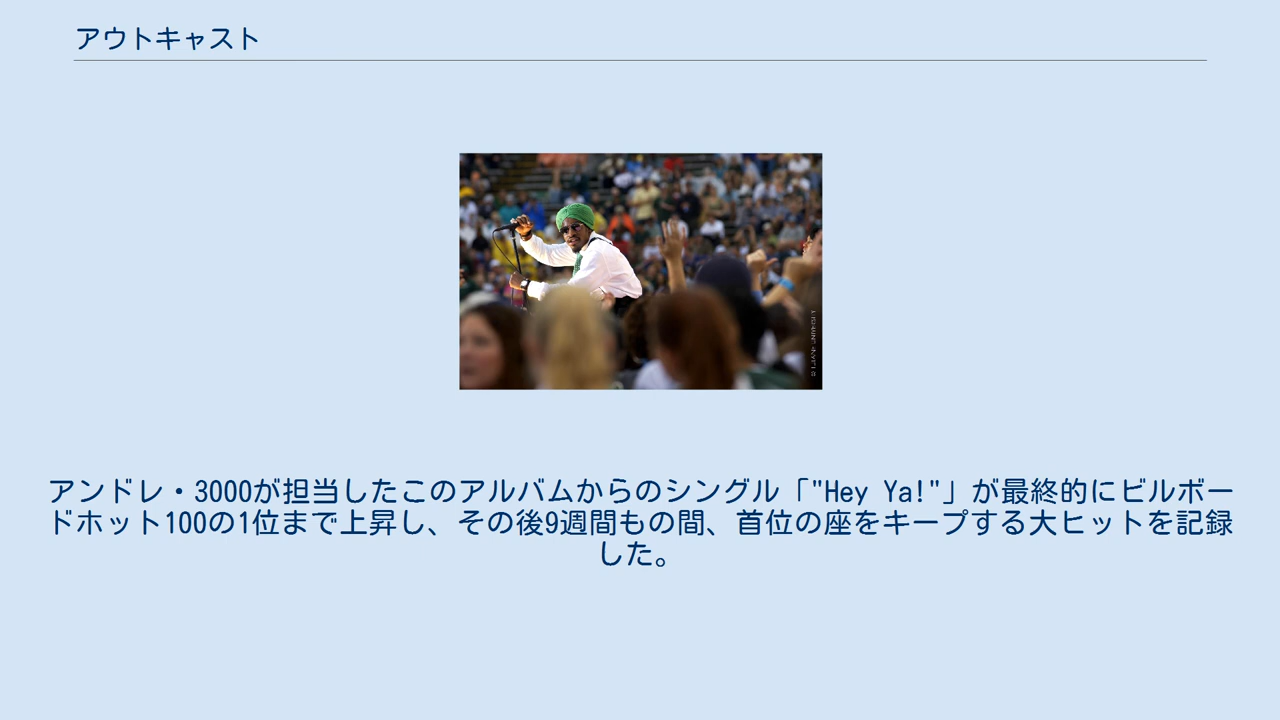 アウトキャスト
アンドレ・3000が担当したこのアルバムからのシングル「"Hey Ya!"」が最終的にビルボー
ドホット100の1位まで上昇し、その後9週間もの間、首位の座をキープする大ヒットを記録
した。